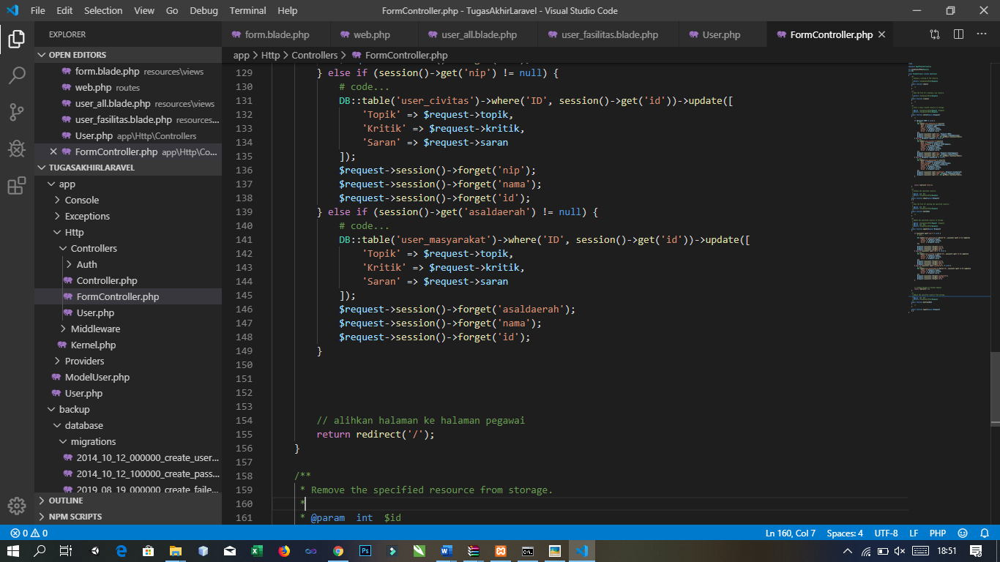 File Edit Selection View Go Debug Terminal Help
FormController.php - TugasAkhirLaravel - Visual Studio Code
EXPLORER
OPEN EDITORS
form.blade.php resources\views
web.php routes
user_all.blade.php resources\views
user_fasilitas.blade.php resources...
User.php app\Http\Controllers
FormController.php app\Http\Co...
TUGASAKHIRLARAVEL
app
Console
Exceptions
Http
Controllers
Auth
Controller.php
FormController.php
User.php
Middleware
Kernel.php
Providers
ModelUser.php
User.php
backup
database
migrations
2014_10_12_000000_create_user...
2014_10_12_100000_create_pass...
2019_08_19_000000_create_faile...
OUTLINE
NPM SCRIPTS
form.blade.php web.php user_all.blade.php user_fasilitas.blade.php User.php FormController.php
app > Http > Controllers > FormController.php
129 } else if (session()->get('nip') != null) {
130 # code...
131 DB::table('user_civitas')->where('ID', session()->get('id'))->update([
132 'Topik' => $request->topik,
133 'Kritik' => $request->kritik,
134 'Saran' => $request->saran
135 ]);
136 $request->session()->forget('nip');
137 $request->session()->forget('nama');
138 $request->session()->forget('id');
139 } else if (session()->get('asaldaerah') != null) {
140 # code...
141 DB::table('user_masyarakat')->where('ID', session()->get('id'))->update([
142 'Topik' => $request->topik,
143 'Kritik' => $request->kritik,
144 'Saran' => $request->saran
145 ]);
146 $request->session()->forget('asaldaerah');
147 $request->session()->forget('nama');
148 $request->session()->forget('id');
149 }
150
151
152
153
154 // alihkan halaman ke halaman pegawai
155 return redirect('/');
156 }
157
158 /**
159 * Remove the specified resource from storage.
160 *
161 * @param int $id
0 0
Ln 160, Col 7 Spaces: 4 UTF-8 LF PHP
18:51